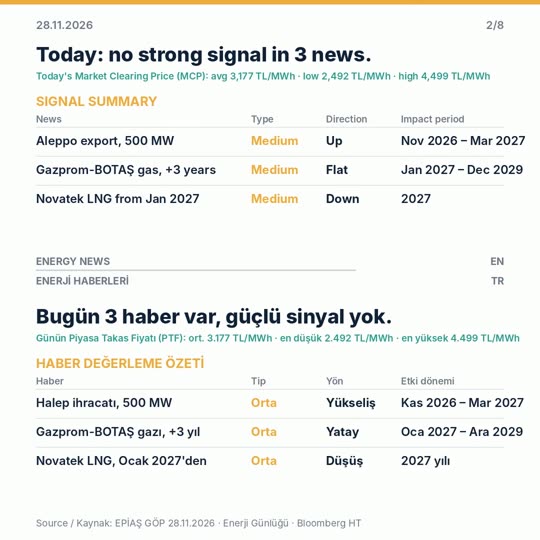 28.11.2026 2/8
Today: no strong signal in 3 news.
Today's Market Clearing Price (MCP): avg 3,177 TL/MWh · low 2,492 TL/MWh · high 4,499 TL/MWh
SIGNAL SUMMARY
News Type Direction Impact period
Aleppo export, 500 MW Medium Up Nov 2026 – Mar 2027
Gazprom-BOTAŞ gas, +3 years Medium Flat Jan 2027 – Dec 2029
Novatek LNG from Jan 2027 Medium Down 2027
ENERGY NEWS EN
ENERJİ HABERLERİ TR
Bugün 3 haber var, güçlü sinyal yok.
Günün Piyasa Takas Fiyatı (PTF): ort. 3.177 TL/MWh · en düşük 2.492 TL/MWh · en yüksek 4.499 TL/MWh
HABER DEĞERLEME ÖZETİ
Haber Tip Yön Etki dönemi
Halep ihracatı, 500 MW Orta Yükseliş Kas 2026 – Mar 2027
Gazprom-BOTAŞ gazı, +3 yıl Orta Yatay Oca 2027 – Ara 2029
Novatek LNG, Ocak 2027'den Orta Düşüş 2027 yılı
Source / Kaynak: EPİAŞ GÖP 28.11.2026 · Enerji Günlüğü · Bloomberg HT